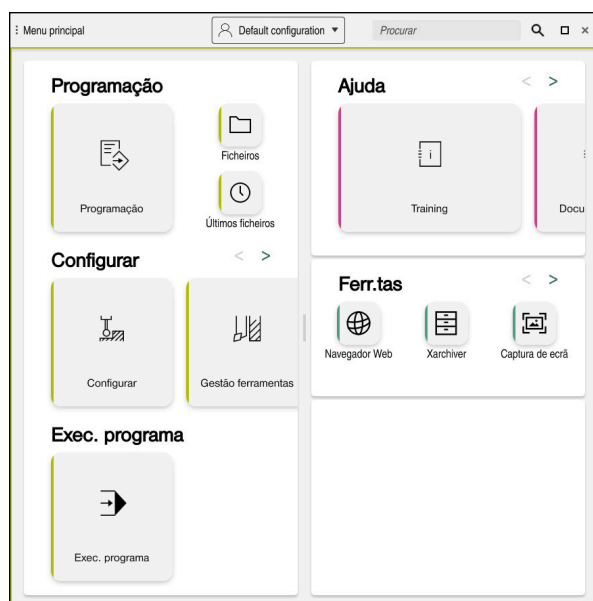 Menu principal
Default configuration
Procurar
Programação
Programação
Ficheiros
Últimos ficheiros
Configurar
Configurar
Gestão ferramentas
Exec. programa
Exec. programa
Ajuda
Training
Docu
Ferr.tas
Navegador Web
Xarchiver
Captura de ecrã